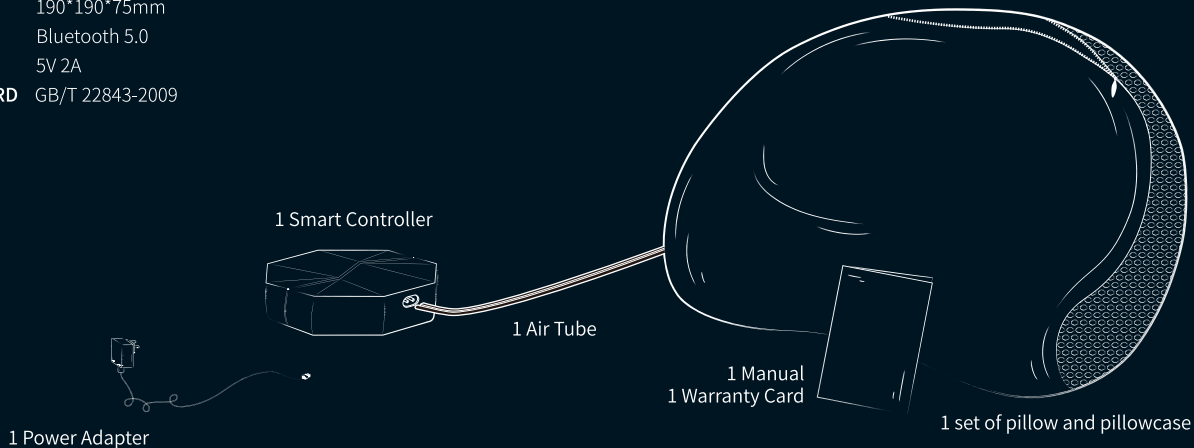 190*190*75mm
Bluetooth 5.0
5V 2A
RD GB/T 22843-2009
1 Smart Controller
1 Air Tube
1 Manual
1 Warranty Card
1 set of pillow and pillowcase
1 Power Adapter